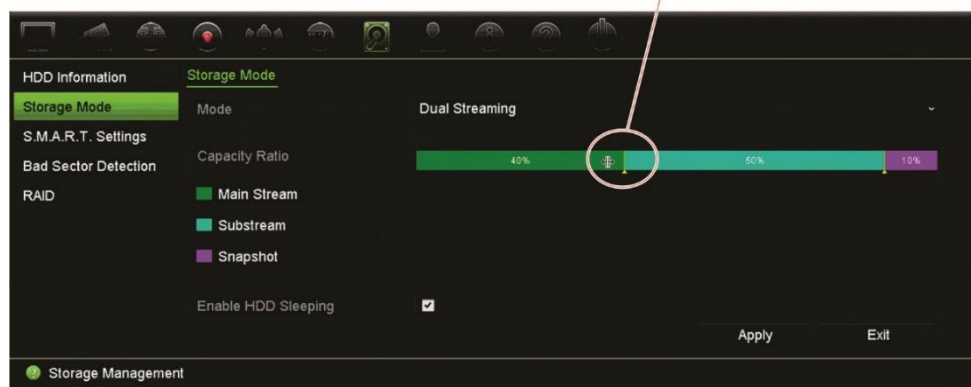 HDD Information
Storage Mode
S.M.A.R.T. Settings
Bad Sector Detection
RAID
Storage Mode
Mode
Dual Streaming
Capacity Ratio
40%
50%
10%
Main Stream
Substream
Snapshot
Enable HDD Sleeping
Apply
Exit
Storage Management